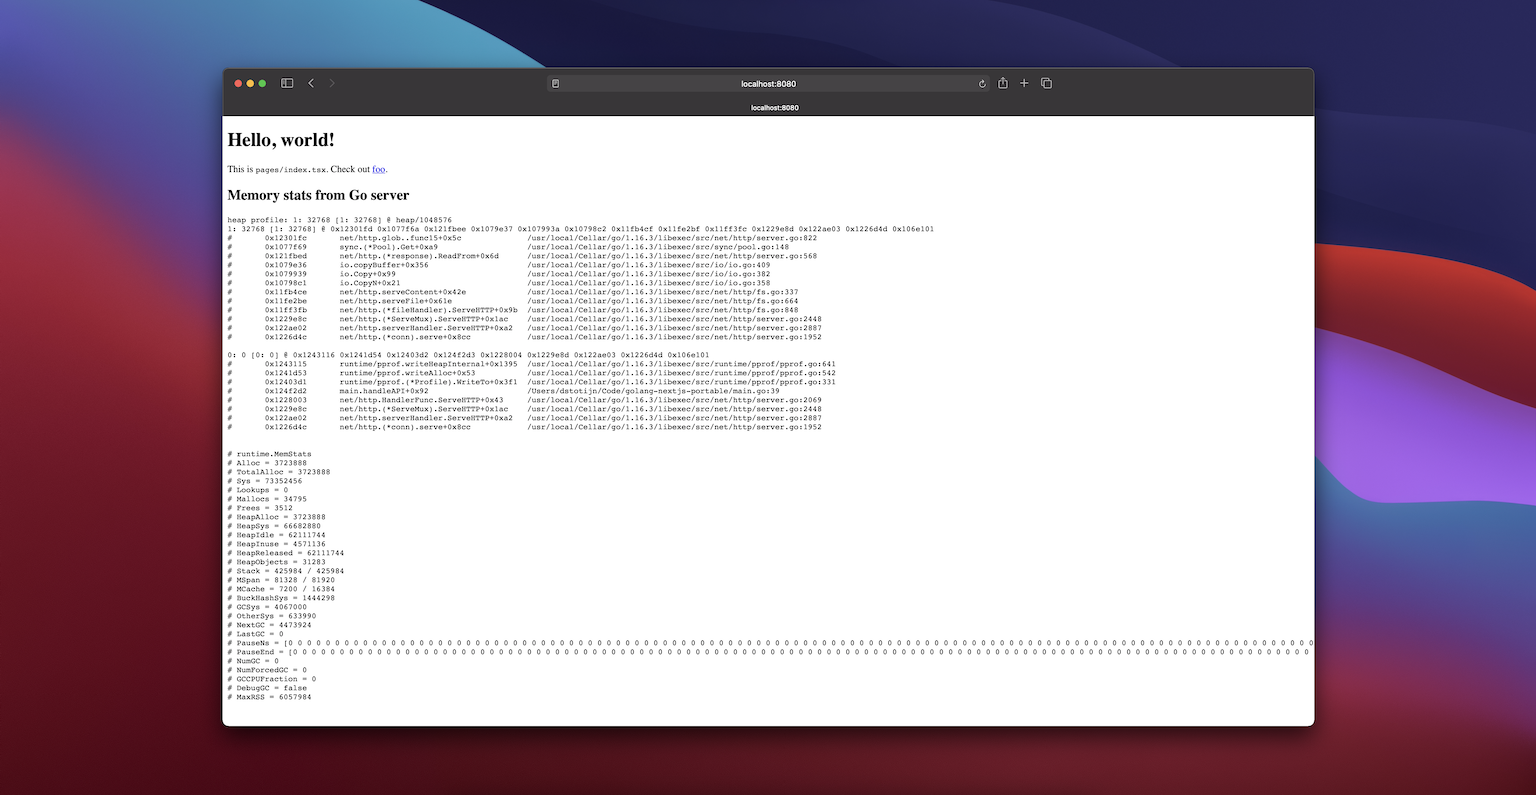 localhost:8080
localhost:8080
Hello, world!
This is pages/index.tsx. Check out foo.
Memory stats from Go server
heap profile: 1: 32768 [1: 32768] @ heap/1048576
1: 32768 [1: 32768] @ 0x12301fd 0x1077f6a 0x121fbee 0x1079e37 0x107993a 0x10798c2 0x11fb4cf 0x11fe2bf 0x11ff3fc 0x1229e8d 0x122ae03 0x1226d4d 0x106e101
# 0x12301fc net/http.glob..func15+0x5c /usr/local/Cellar/go/1.16.3/libexec/src/net/http/server.go:822
# 0x1077f69 sync.(*Pool).Get+0xa9 /usr/local/Cellar/go/1.16.3/libexec/src/sync/pool.go:148
# 0x121fbed net/http.(*response).ReadFrom+0x6d /usr/local/Cellar/go/1.16.3/libexec/src/net/http/server.go:568
# 0x1079e36 io.copyBuffer+0x356 /usr/local/Cellar/go/1.16.3/libexec/src/io/io.go:409
# 0x1079939 io.Copy+0x99 /usr/local/Cellar/go/1.16.3/libexec/src/io/io.go:382
# 0x10798c1 io.CopyN+0x21 /usr/local/Cellar/go/1.16.3/libexec/src/io/io.go:358
# 0x11fb4ce net/http.serveContent+0x42e /usr/local/Cellar/go/1.16.3/libexec/src/net/http/fs.go:337
# 0x11fe2be net/http.serveFile+0x61e /usr/local/Cellar/go/1.16.3/libexec/src/net/http/fs.go:664
# 0x11ff3fb net/http.(*fileHandler).ServeHTTP+0x9b /usr/local/Cellar/go/1.16.3/libexec/src/net/http/fs.go:848
# 0x1229e8c net/http.(*ServeMux).ServeHTTP+0x1ac /usr/local/Cellar/go/1.16.3/libexec/src/net/http/server.go:2448
# 0x122ae02 net/http.serverHandler.ServeHTTP+0xa2 /usr/local/Cellar/go/1.16.3/libexec/src/net/http/server.go:2887
# 0x1226d4c net/http.(*conn).serve+0x8cc /usr/local/Cellar/go/1.16.3/libexec/src/net/http/server.go:1952
0: 0 [0: 0] @ 0x1243116 0x1241d54 0x12403d2 0x124f2d3 0x1228004 0x1229e8d 0x122ae03 0x1226d4d 0x106e101
# 0x1243115 runtime/pprof.writeHeapInternal+0x1395 /usr/local/Cellar/go/1.16.3/libexec/src/runtime/pprof/pprof.go:641
# 0x1241d53 runtime/pprof.writeAlloc+0x53 /usr/local/Cellar/go/1.16.3/libexec/src/runtime/pprof/pprof.go:542
# 0x12403d1 runtime/pprof.(*Profile).WriteTo+0x3f1 /usr/local/Cellar/go/1.16.3/libexec/src/runtime/pprof/pprof.go:331
# 0x124f2d2 main.handleAPI+0x92 /Users/dstotijn/Code/golang-nextjs-portable/main.go:39
# 0x1228003 net/http.HandlerFunc.ServeHTTP+0x43 /usr/local/Cellar/go/1.16.3/libexec/src/net/http/server.go:2069
# 0x1229e8c net/http.(*ServeMux).ServeHTTP+0x1ac /usr/local/Cellar/go/1.16.3/libexec/src/net/http/server.go:2448
# 0x122ae02 net/http.serverHandler.ServeHTTP+0xa2 /usr/local/Cellar/go/1.16.3/libexec/src/net/http/server.go:2887
# 0x1226d4c net/http.(*conn).serve+0x8cc /usr/local/Cellar/go/1.16.3/libexec/src/net/http/server.go:1952
# runtime.MemStats
# Alloc = 3723888
# TotalAlloc = 3723888
# Sys = 73352456
# Lookups = 0
# Mallocs = 34795
# Frees = 3512
# HeapAlloc = 3723888
# HeapSys = 66682880
# HeapIdle = 62111744
# HeapInuse = 4571136
# HeapReleased = 62111744
# HeapObjects = 31283
# Stack = 425984 / 425984
# MSpan = 81328 / 81920
# MCache = 7200 / 16384
# BuckHashSys = 1444298
# GCSys = 4067000
# OtherSys = 633990
# NextGC = 4473924
# LastGC = 0
# PauseNs = [0 0 0 0 0 0 0 0 0 0 0 0 0 0 0 0 0 0 0 0 0 0 0 0 0 0 0 0 0 0 0 0 0 0 0 0 0 0 0 0 0 0 0 0 0 0 0 0 0 0 0 0 0 0 0 0 0 0 0 0 0 0 0 0 0 0 0 0 0 0 0 0 0 0 0 0 0 0 0 0 0 0 0 0 0 0 0 0 0 0 0 0 0 0 0 0 0 0 0 0 0 0 0 0 0 0 0 0 0 0
# PauseEnd = [0 0 0 0 0 0 0 0 0 0 0 0 0 0 0 0 0 0 0 0 0 0 0 0 0 0 0 0 0 0 0 0 0 0 0 0 0 0 0 0 0 0 0 0 0 0 0 0 0 0 0 0 0 0 0 0 0 0 0 0 0 0 0 0 0 0 0 0 0 0 0 0 0 0 0 0 0 0 0 0 0 0 0 0 0 0 0 0 0 0 0 0 0 0 0 0 0 0 0 0 0 0 0 0 0 0 0 0 0
# NumGC = 0
# NumForcedGC = 0
# GCCPUFraction = 0
# DebugGC = false
# MaxRSS = 6057984